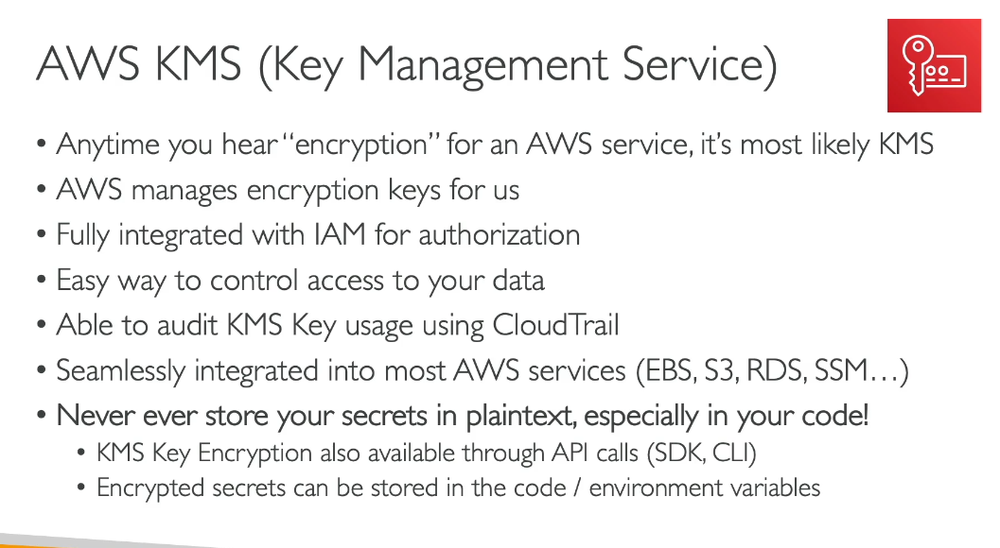 AWS KMS (Key Management Service)
• Anytime you hear “encryption” for an AWS service, it’s most likely KMS
• AWS manages encryption keys for us
• Fully integrated with IAM for authorization
• Easy way to control access to your data
• Able to audit KMS Key usage using CloudTrail
• Seamlessly integrated into most AWS services (EBS, S3, RDS, SSM…)
• Never ever store your secrets in plaintext, especially in your code!
• KMS Key Encryption also available through API calls (SDK, CLI)
• Encrypted secrets can be stored in the code / environment variables